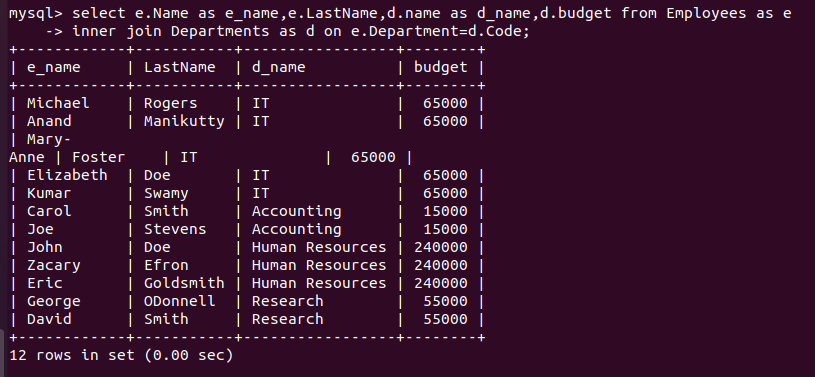 mysql> select e.Name as e_name,e.LastName,d.name as d_name,d.budget from Employees as e
    -> inner join Departments as d on e.Department=d.Code;
+------------+-----------+-----------------+--------+
| e_name     | LastName  | d_name          | budget |
+------------+-----------+-----------------+--------+
| Michael    | Rogers    | IT              |  65000 |
| Anand      | Manikutty | IT              |  65000 |
| Mary-
Anne | Foster    | IT              |  65000 |
| Elizabeth  | Doe       | IT              |  65000 |
| Kumar      | Swamy     | IT              |  65000 |
| Carol      | Smith     | Accounting      |  15000 |
| Joe        | Stevens   | Accounting      |  15000 |
| John       | Doe       | Human Resources | 240000 |
| Zacary     | Efron     | Human Resources | 240000 |
| Eric       | Goldsmith | Human Resources | 240000 |
| George     | ODonnell  | Research        |  55000 |
| David      | Smith     | Research        |  55000 |
+------------+-----------+-----------------+--------+
12 rows in set (0.00 sec)